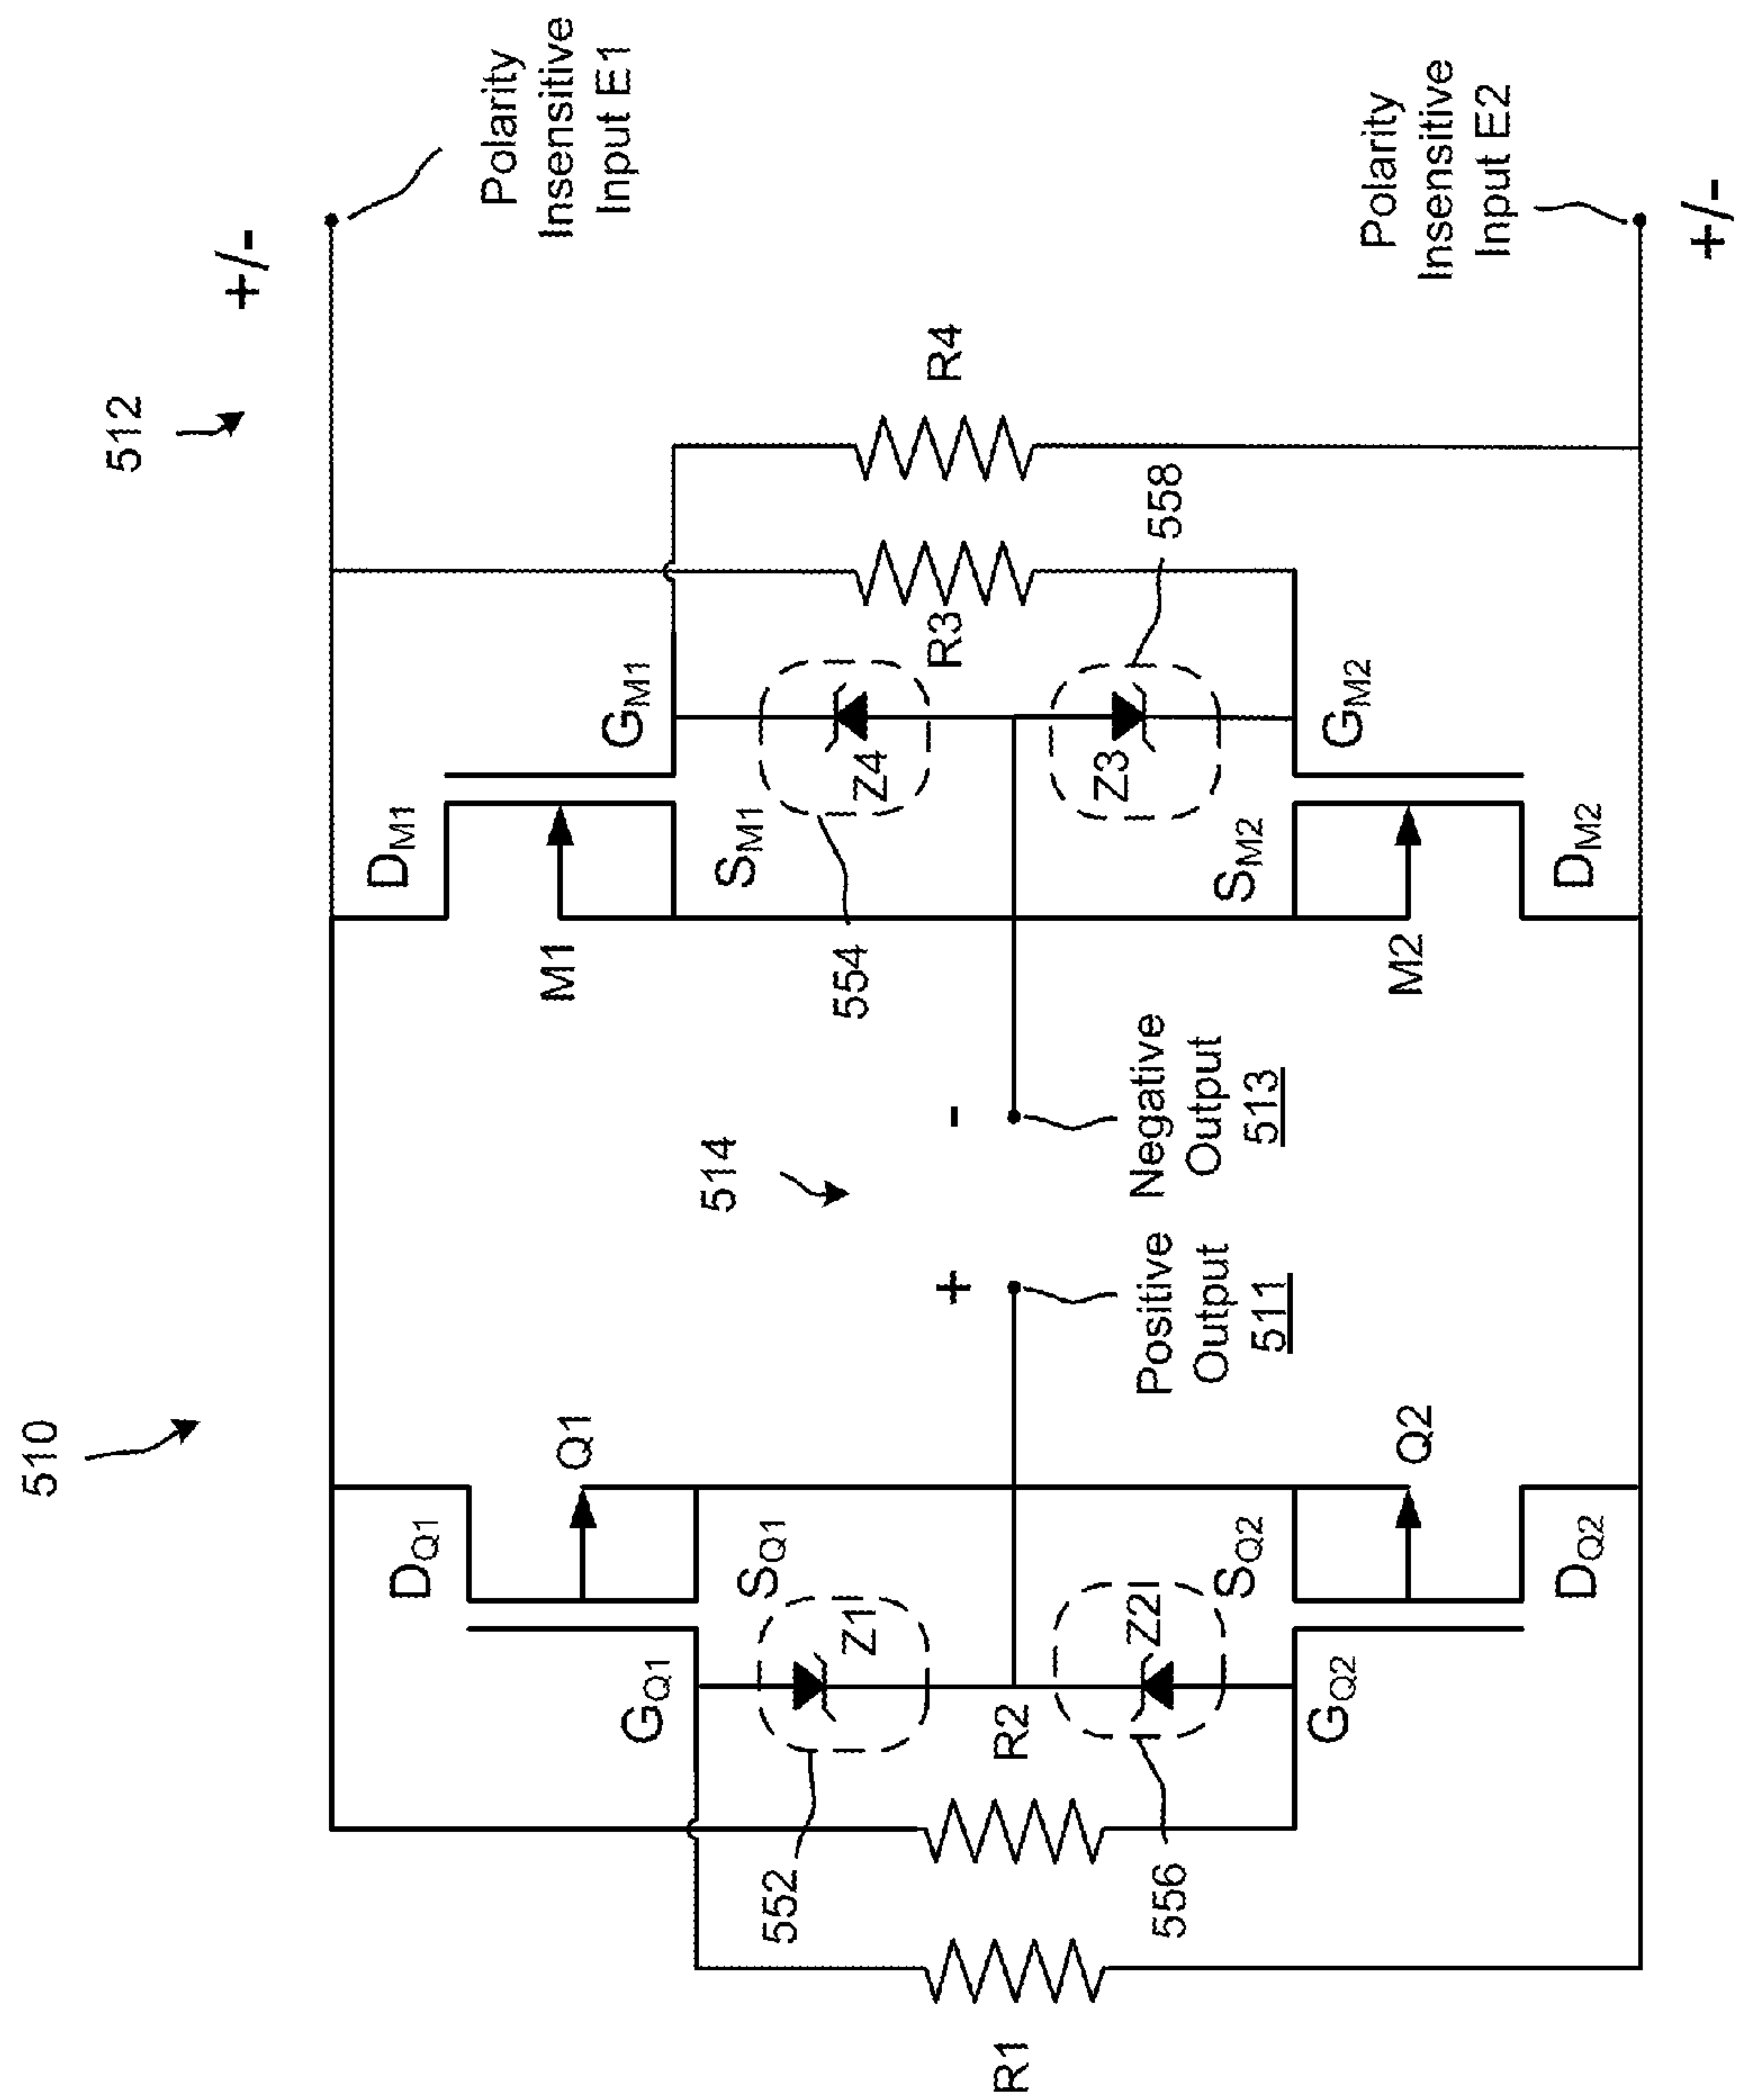 510
512
+/-
Polarity
Insensitive
Input E1
D_Q1
Q1
D_M1
M1
G_Q1
S_Q1
S_M1
G_M1
552
Z1
514
554
Z4
R4
R1
R2
+
-
R3
Positive
Output
511
Negative
Output
513
556
Z2
Z3
558
G_Q2
S_Q2
S_M2
G_M2
Q2
M2
D_Q2
D_M2
Polarity
Insensitive
Input E2
+/-